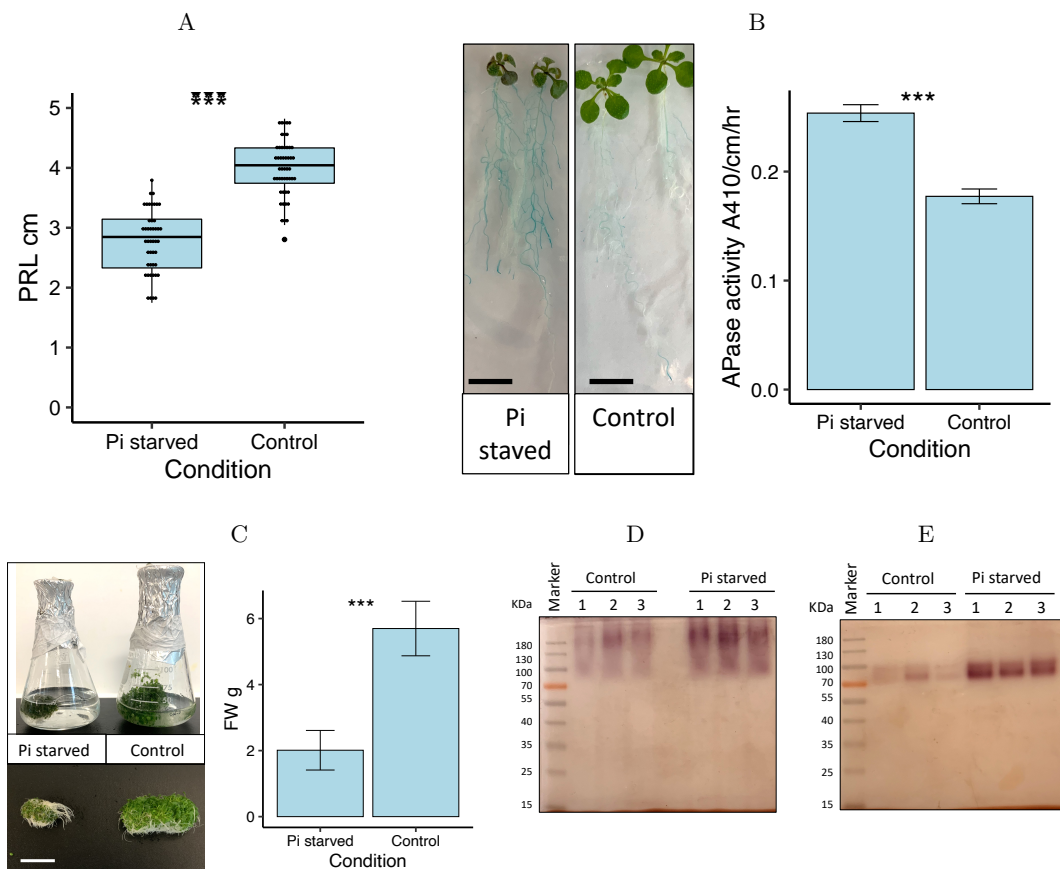 A
B
***
PRL cm
5
4
3
2
1
0
Pi starved
Control
Condition
Pi
staved
Control
***
APase activity A410/cm/hr
0.2
0.1
0.0
Pi starved
Control
Condition
C
D
E
Pi starved
Control
***
FW g
6
4
2
0
Pi starved
Control
Condition
Marker
Control
Pi starved
KDa
1 2 3
1 2 3
180
130
100
70
55
40
35
25
15
Marker
Control
Pi starved
KDa
1 2 3
1 2 3
180
130
100
70
55
40
35
25
15